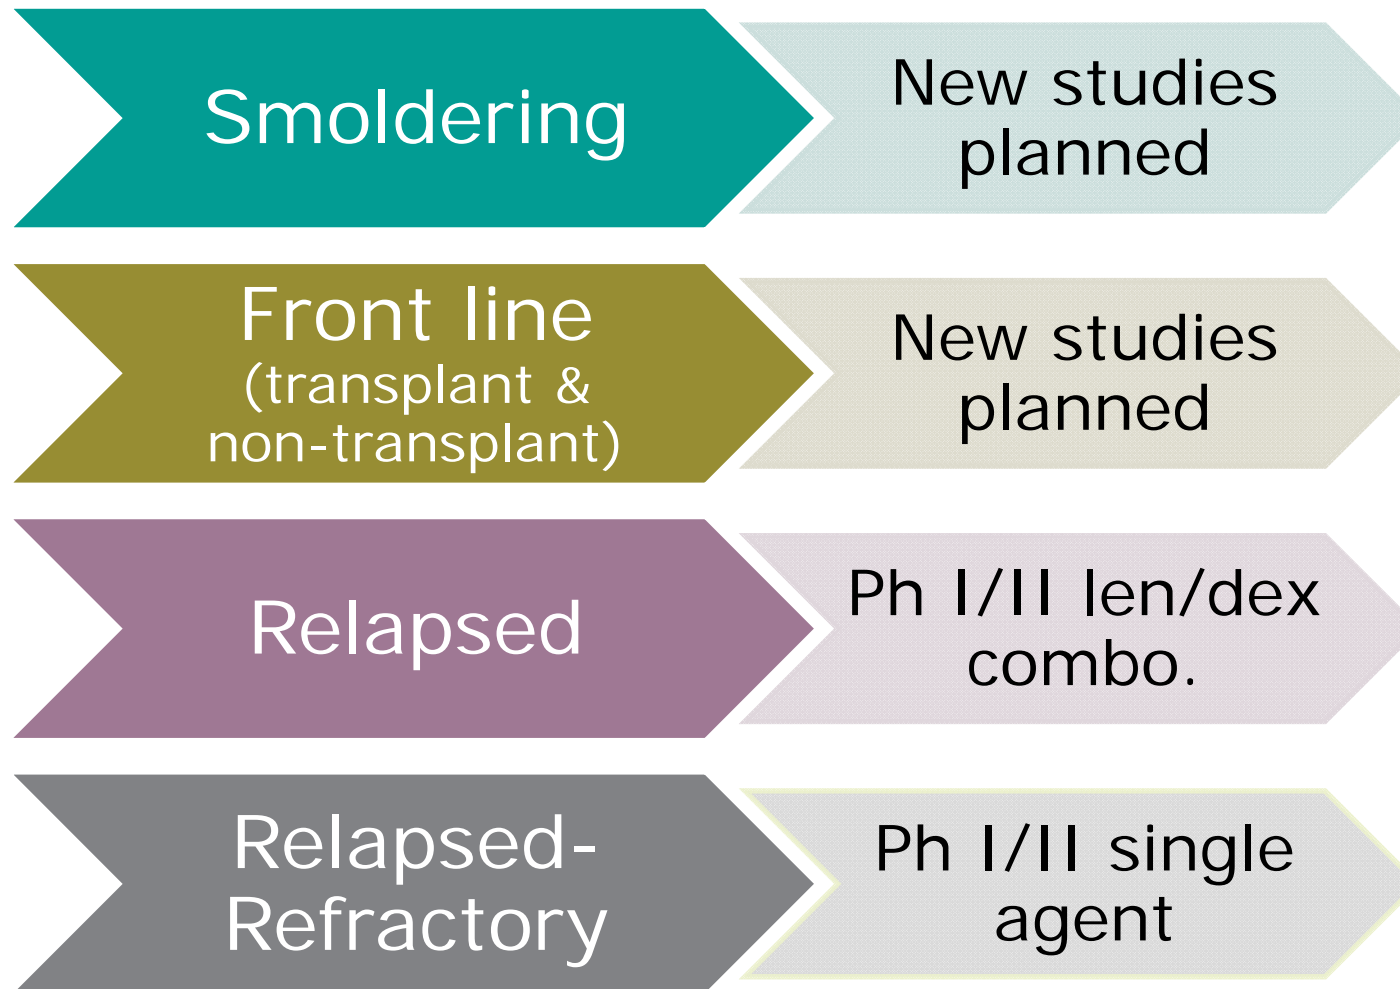 Smoldering
New studies
planned
Front line
(transplant &
non-transplant)
New studies
planned
Relapsed
Ph I/II len/dex
combo.
Relapsed-
Refractory
Ph I/II single
agent